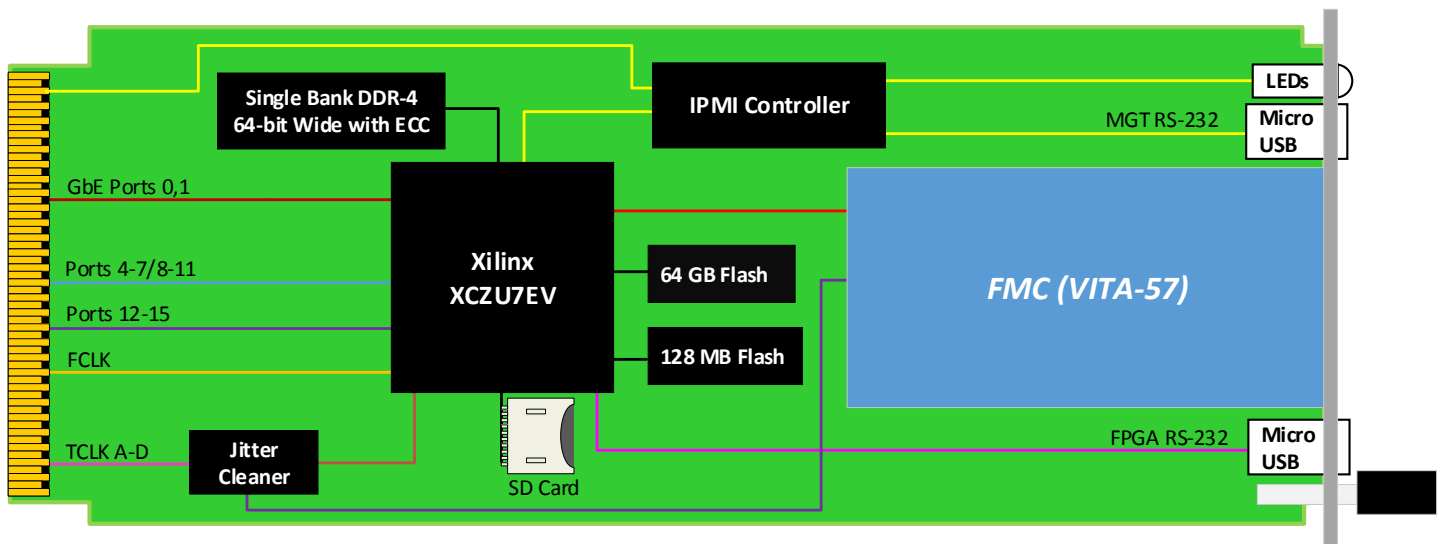 Single Bank DDR-4
64-bit Wide with ECC
IPMI Controller
LEDs
MGT RS-232
Micro
USB
GbE Ports 0,1
Xilinx
XCZU7EV
Ports 4-7/8-11
64 GB Flash
FMC (VITA-57)
Ports 12-15
FCLK
128 MB Flash
TCLK A-D
Jitter
Cleaner
SD Card
FPGA RS-232
Micro
USB